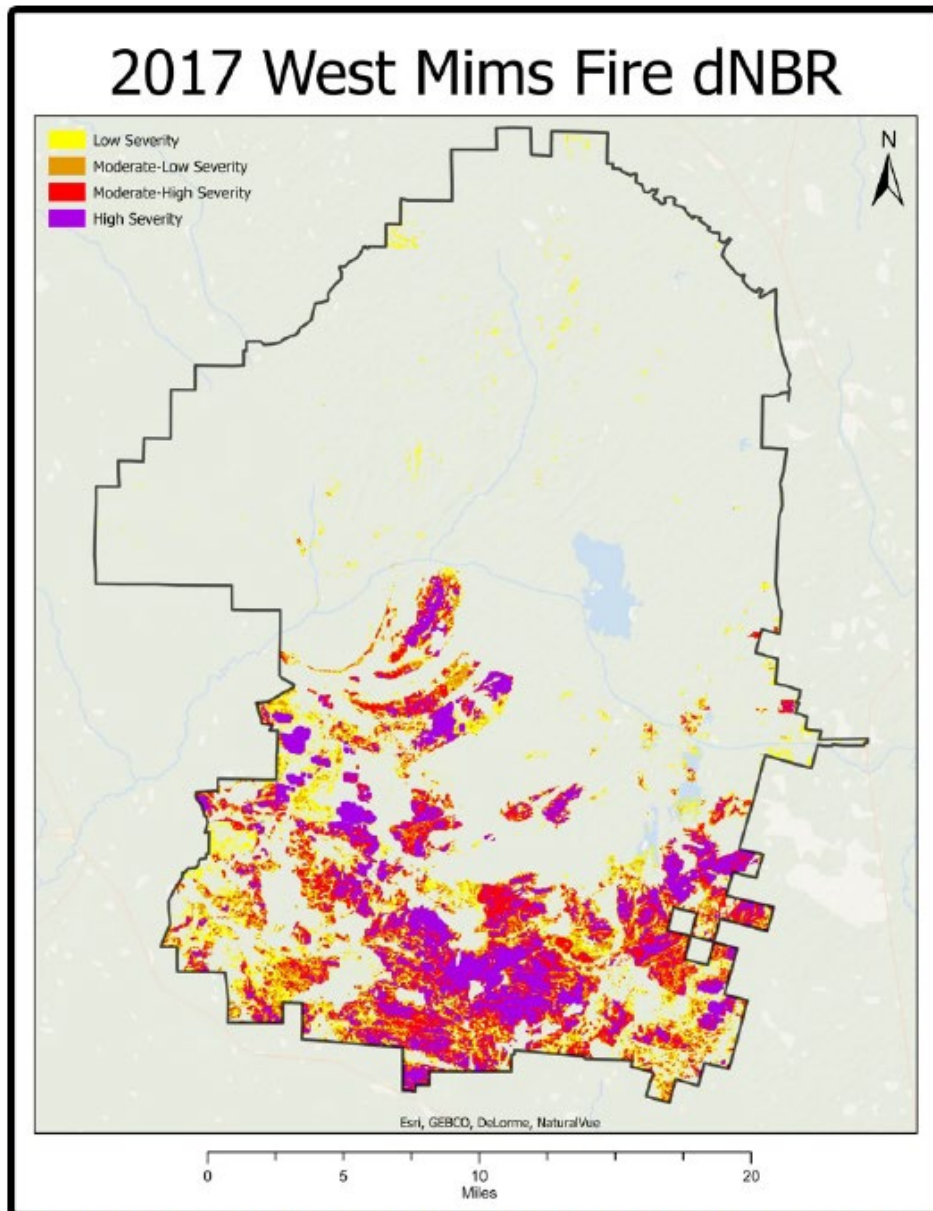 2017 West Mims Fire dNBR
Low Severity
Moderate-Low Severity
Moderate-High Severity
High Severity
N
Esri, GEBCO, DeLorme, NaturalVue
0 5 10 20
Miles